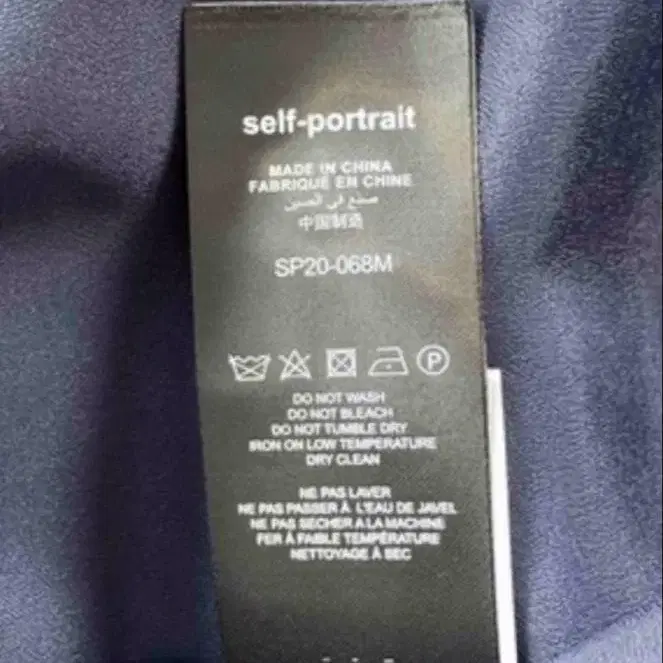 self-portrait
MADE IN CHINA
FABRIQUÉ EN CHINE
صنع في الصين
中国制造
SP20-068M
P
DO NOT WASH
DO NOT BLEACH
DO NOT TUMBLE DRY
IRON ON LOW TEMPERATURE
DRY CLEAN
NE PAS LAVER
NE PAS PASSER À L'EAU DE JAVEL
NE PAS SÉCHER A LA MACHINE
FER À FAIBLE TEMPÉRATURE
NETTOYAGE À SEC